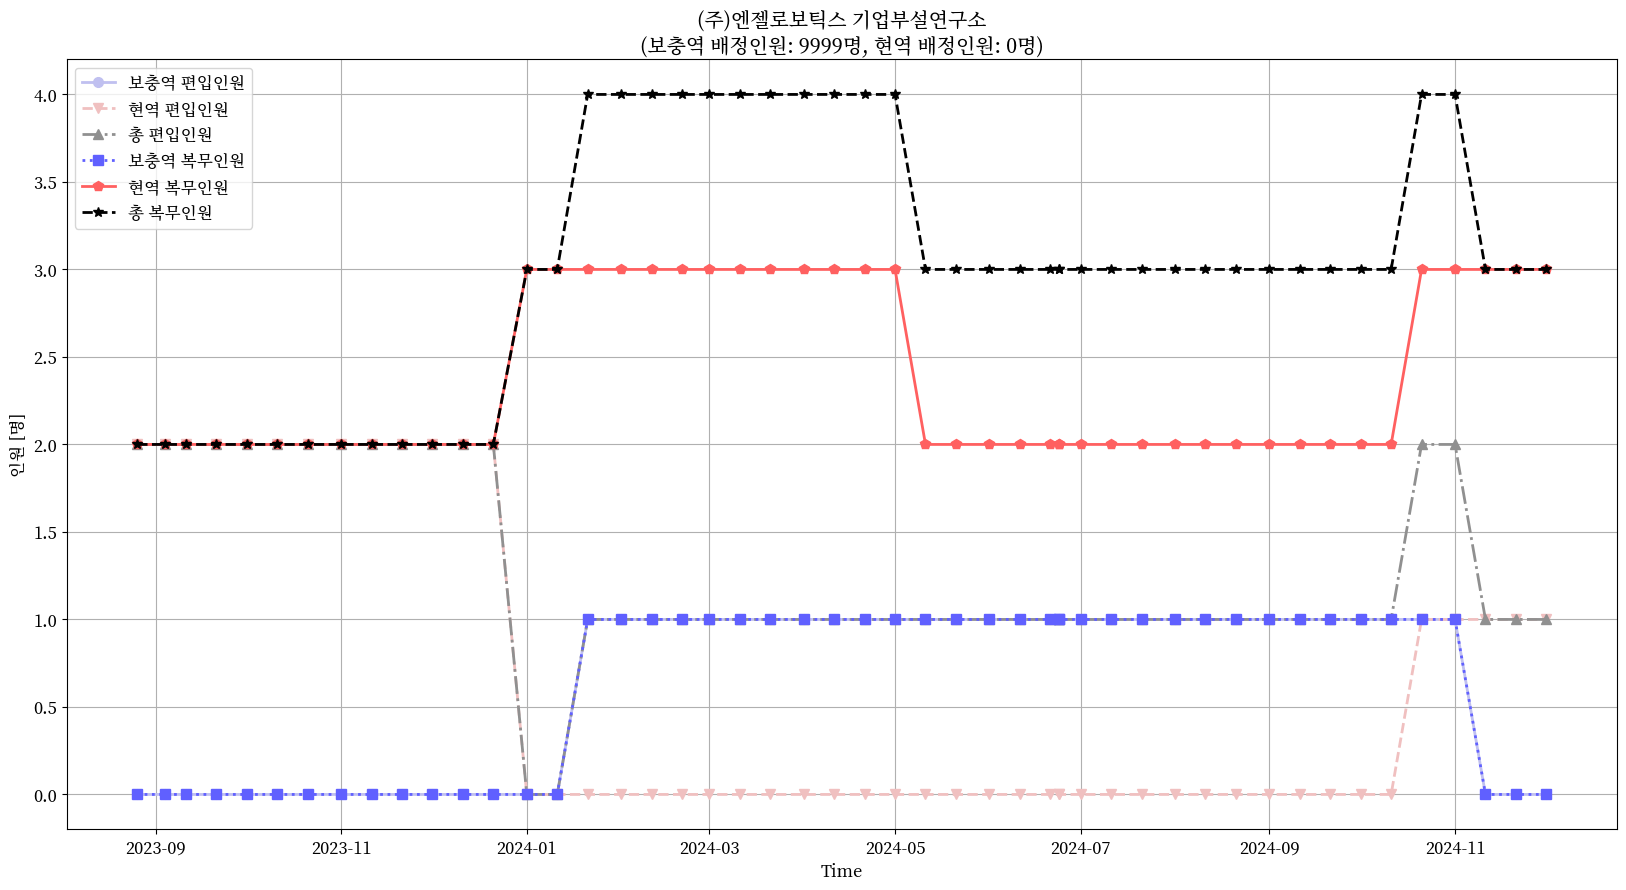 (주)엔젤로보틱스 기업부설연구소
(보충역 배정인원: 9999명, 현역 배정인원: 0명)
보충역 편입인원
현역 편입인원
총 편입인원
보충역 복무인원
현역 복무인원
총 복무인원
4.0
3.5
3.0
2.5
2.0
1.5
1.0
0.5
0.0
인원 [명]
2023-09 2023-11 2024-01 2024-03 2024-05 2024-07 2024-09 2024-11
Time